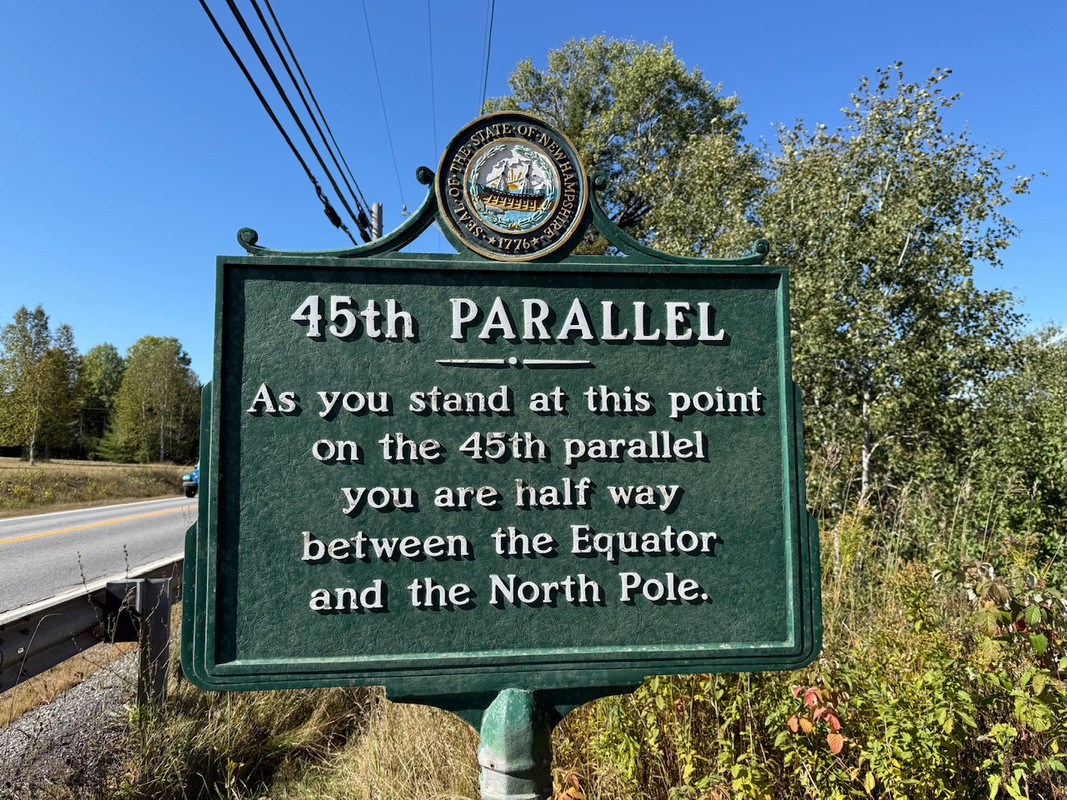 SEAL·OF·THE·STATE·OF·NEW HAMPSHIRE
★1776★
45th PARALLEL
As you stand at this point
on the 45th parallel
you are half way
between the Equator
and the North Pole.